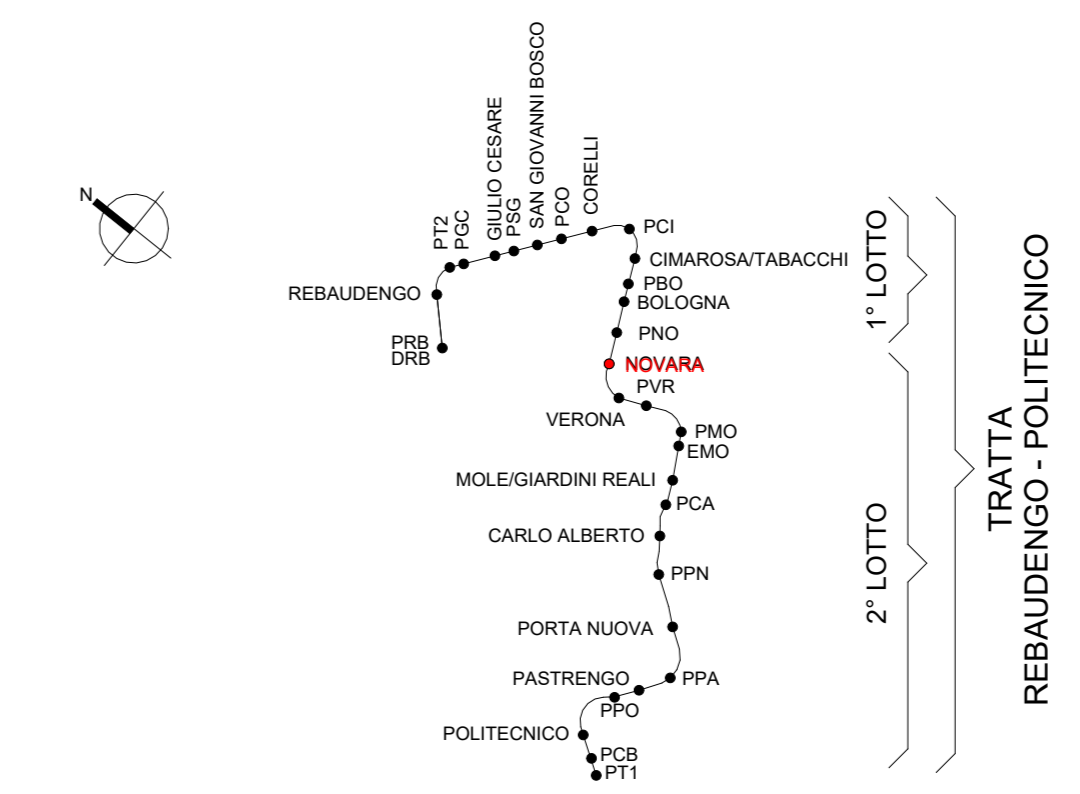 N
PT2
PGC
GIULIO CESARE
PSG
SAN GIOVANNI BOSCO
PCO
CORELLI
PCI
CIMAROSA/TABACCHI
REBAUDENGO
PBO
BOLOGNA
PRB
DRB
PNO
NOVARA
PVR
VERONA
PMO
EMO
MOLE/GIARDINI REALI
PCA
CARLO ALBERTO
PPN
PORTA NUOVA
PASTRENGO
PPA
PPO
POLITECNICO
PCB
PT1
1° LOTTO
2° LOTTO
TRATTA
REBAUDENGO - POLITECNICO